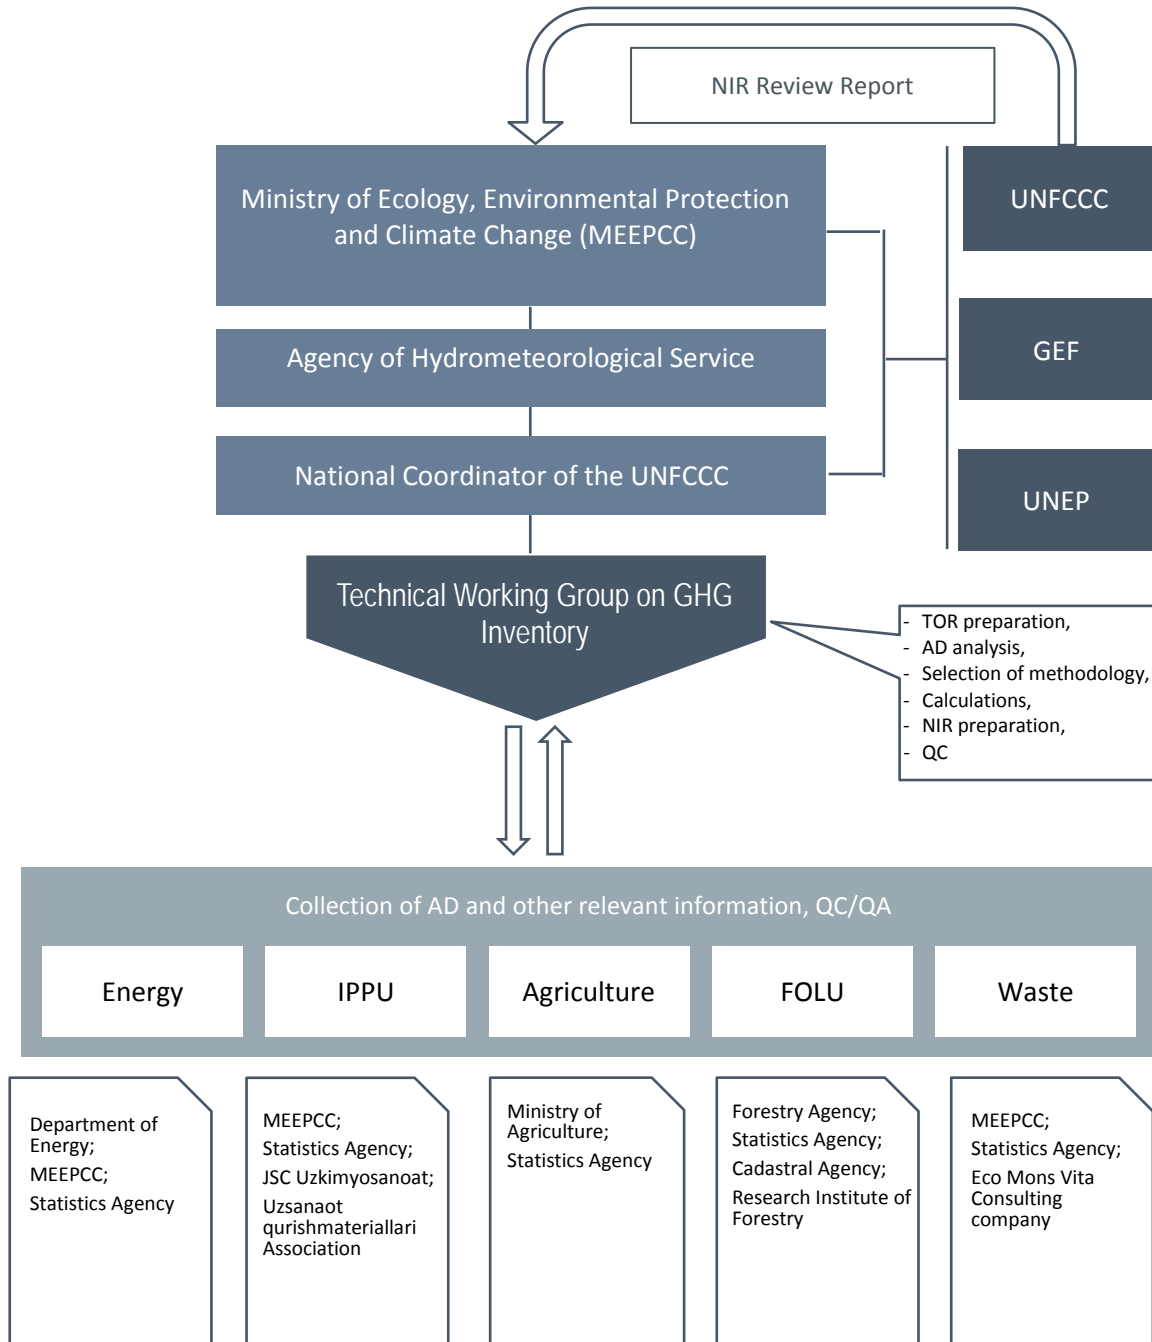 NIR Review Report
Ministry of Ecology, Environmental Protection
and Climate Change (MEEPCC)
UNFCCC
Agency of Hydrometeorological Service
GEF
National Coordinator of the UNFCCC
UNEP
Technical Working Group on GHG
Inventory
- TOR preparation,
- AD analysis,
- Selection of methodology,
- Calculations,
- NIR preparation,
- QC
Collection of AD and other relevant information, QC/QA
Energy
IPPU
Agriculture
FOLU
Waste
Department of
Energy;
MEEPCC;
Statistics Agency
MEEPCC;
Statistics Agency;
JSC Uzkimyosanoat;
Uzsanaot
qurishmateriallari
Association
Ministry of
Agriculture;
Statistics Agency
Forestry Agency;
Statistics Agency;
Cadastral Agency;
Research Institute of
Forestry
MEEPCC;
Statistics Agency;
Eco Mons Vita
Consulting
company